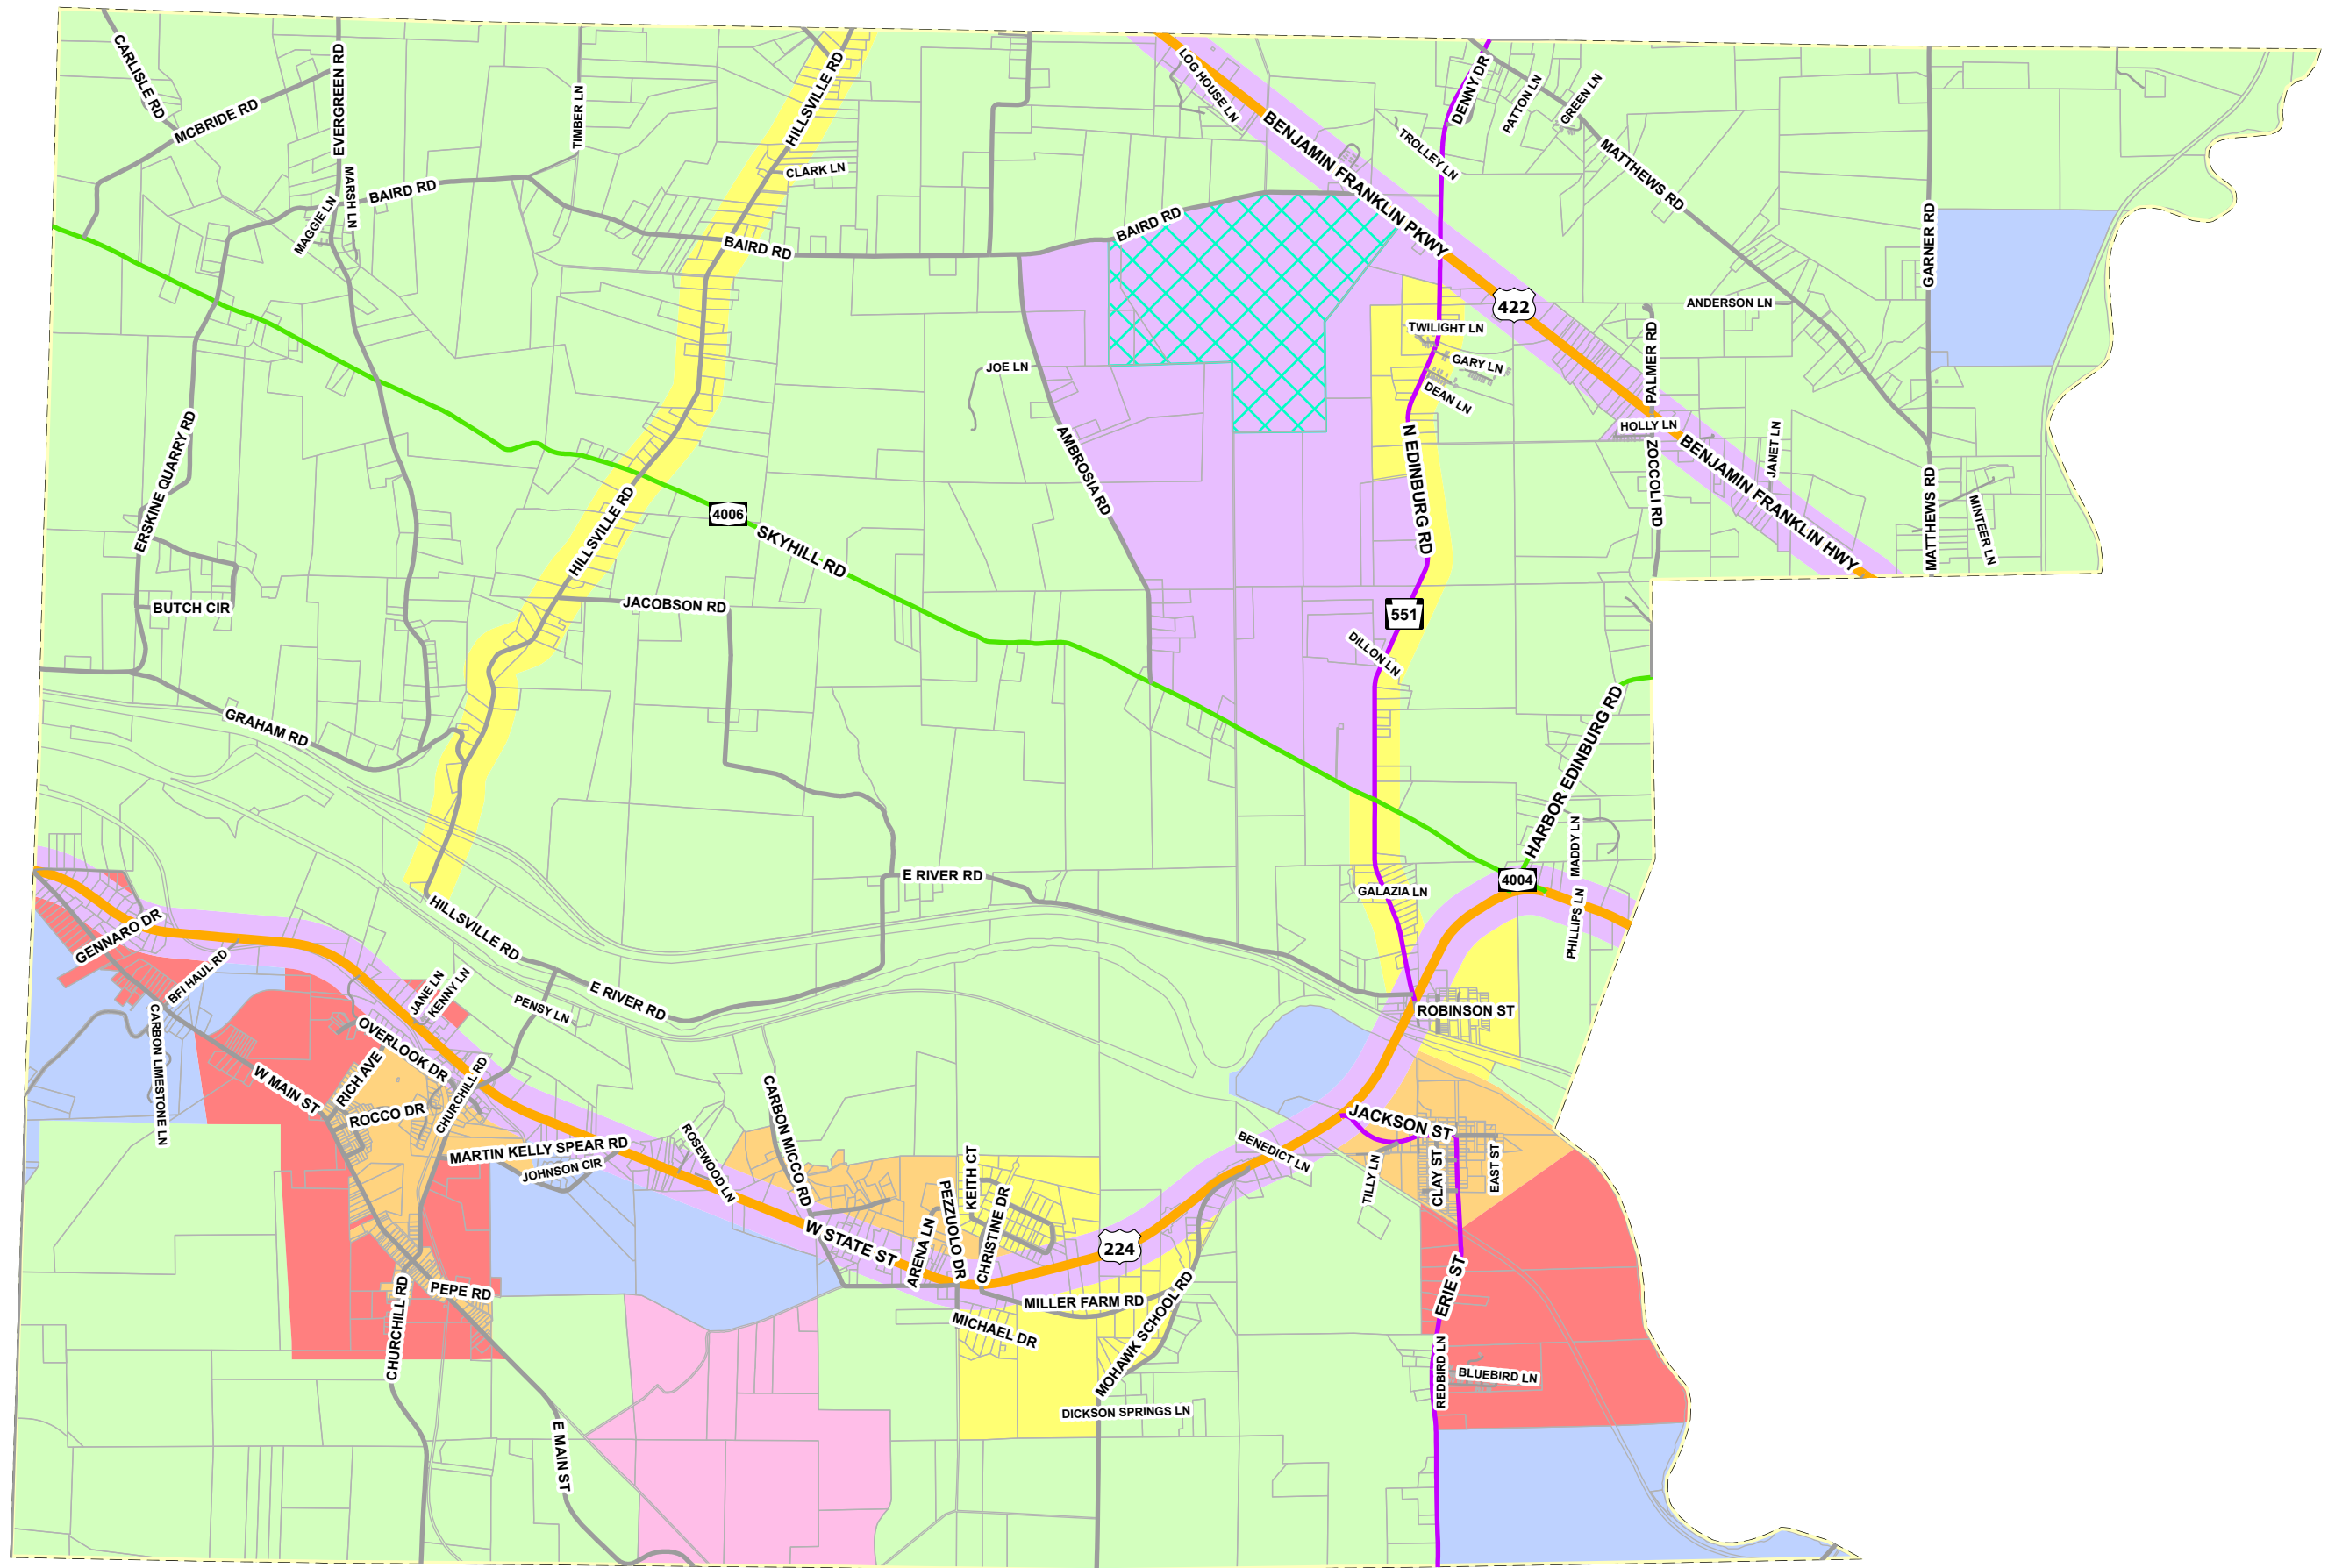 CARLISLE RD
MCBRIDE RD
EVERGREEN RD
TIMBER LN
HILLSVILLE RD
CLARK LN
MARSH LN
MAGGIE LN
BAIRD RD
BAIRD RD
BAIRD RD
LOG HOUSE LN
BENJAMIN FRANKLIN PKWY
TROLLEY LN
DENNY DR
PATTON LN
GREEN LN
MATTHEWS RD
GARNER RD
422
ANDERSON LN
TWILIGHT LN
GARY LN
DEAN LN
PALMER RD
HOLLY LN
ZOCCOLI RD
BENJAMIN FRANKLIN HWY
JANET LN
MATTHEWS RD
MINTEER LN
JOE LN
AMBROSIA RD
N EDINBURG RD
ERSKINE QUARRY RD
HILLSVILLE RD
4006
SKYHILL RD
BUTCH CIR
JACOBSON RD
551
DILLON LN
GRAHAM RD
HARBOR EDINBURG RD
MADDY LN
4004
PHILLIPS LN
GALAZIA LN
E RIVER RD
HILLSVILLE RD
GENNARO DR
BFI HAUL RD
JANE LN
KENNY LN
PENSY LN
E RIVER RD
ROBINSON ST
CARBON LIMESTONE LN
OVERLOOK DR
W MAIN ST
RICH AVE
ROCCO DR
CHURCHILL RD
MARTIN KELLY SPEAR RD
JOHNSON CIR
ROSEWOOD LN
CARBON MICCO RD
BENEDICT LN
JACKSON ST
TILLY LN
CLAY ST
EAST ST
KEITH CT
PEZZUOLO DR
CHRISTINE DR
ARENA LN
W STATE ST
224
MILLER FARM RD
MICHAEL DR
MOHAWK SCHOOL RD
DICKSON SPRINGS LN
ERIE ST
REDBIRD LN
BLUEBIRD LN
PEPE RD
CHURCHILL RD
E MAIN ST